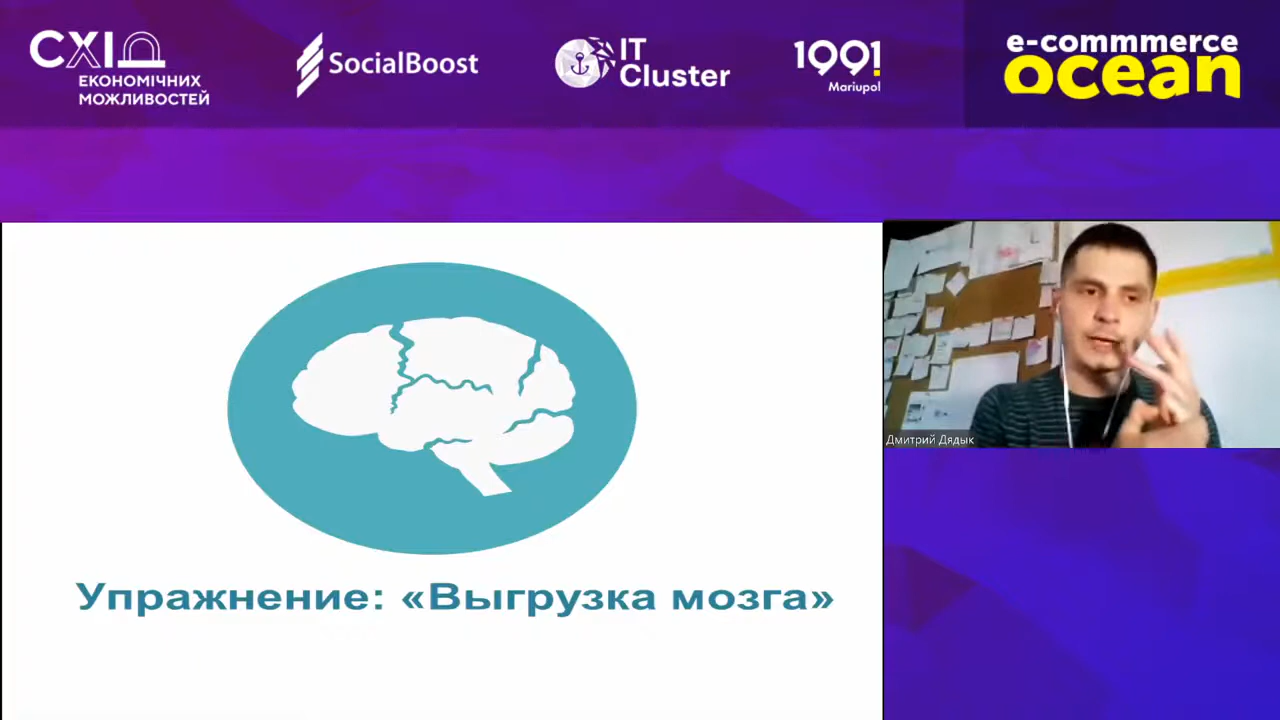 СХІД
ЕКОНОМІЧНИХ
МОЖЛИВОСТЕЙ
SocialBoost
IT
Cluster
1991
Mariupol
e-commmerce
ocean
Дмитрий Дядык
Упражнение: «Выгрузка мозга»